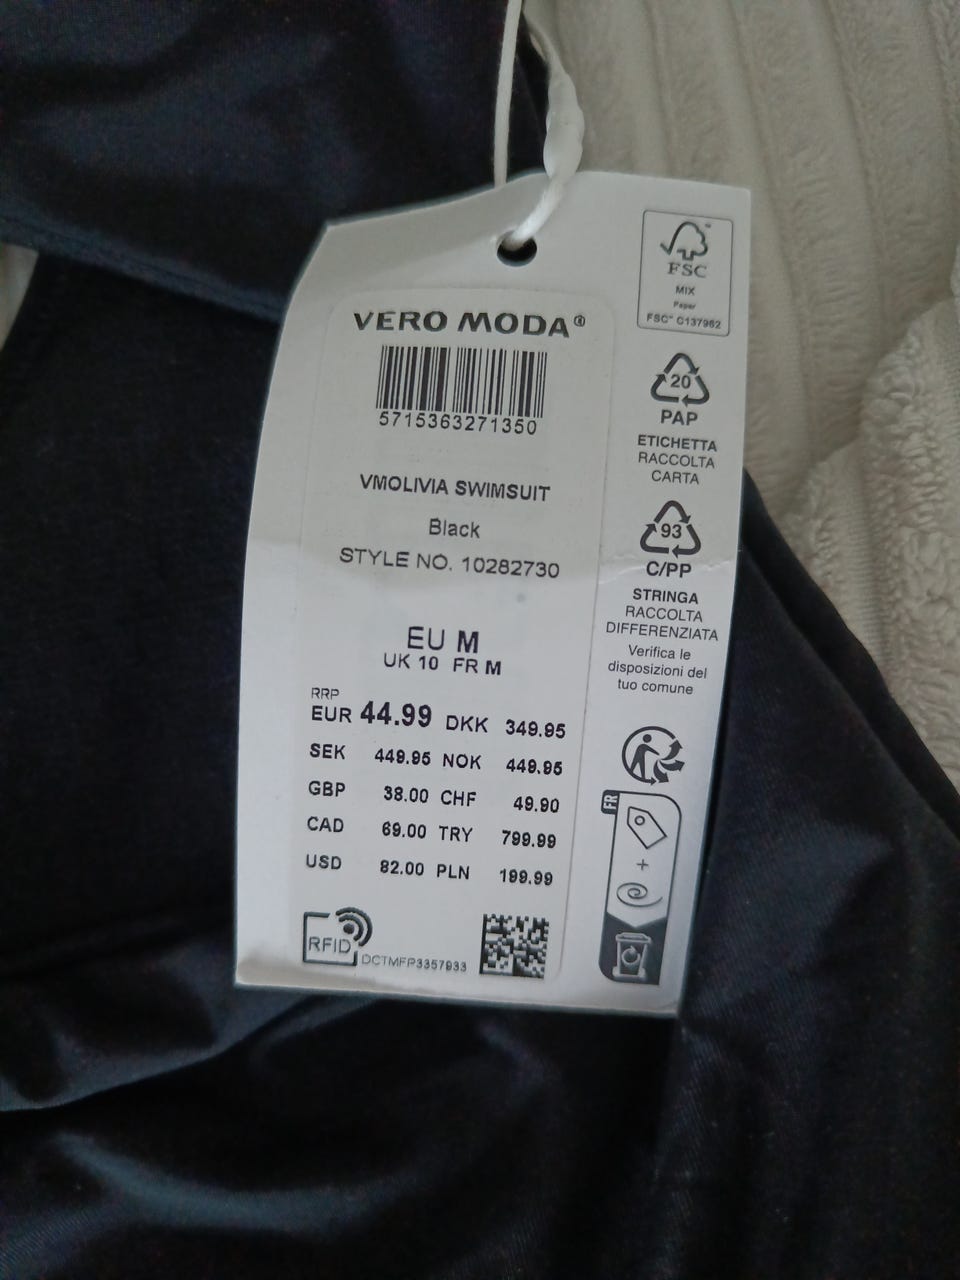 VERO MODA®
5715363271350
VMOLIVIA SWIMSUIT
Black
STYLE NO. 10282730
EU M
UK 10 FR M
RRP
EUR 44.99 DKK 349.95
SEK 449.95 NOK 449.95
GBP 38.00 CHF 49.90
CAD 69.00 TRY 799.99
USD 82.00 PLN 199.99
RFID
DCTMFP3357933
FSC
MIX
Paper
FSC™ C137962
20
PAP
ETICHETTA
RACCOLTA
CARTA
93
C/PP
STRINGA
RACCOLTA
DIFFERENZIATA
Verifica le
disposizioni del
tuo comune
FR
+